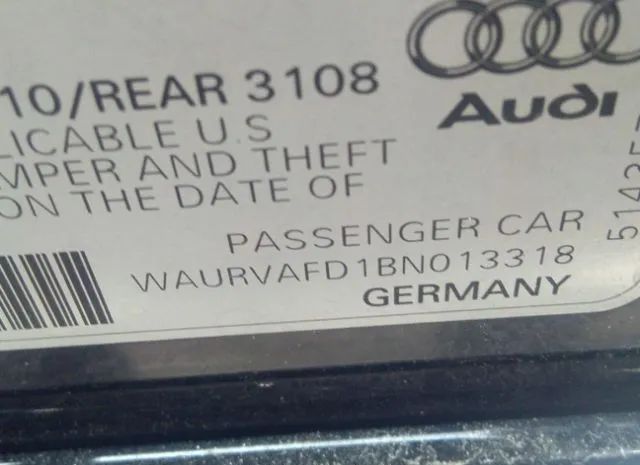 10/REAR 3108
LICABLE U.S
MPER AND THEFT
ON THE DATE OF
Audi
PASSENGER CAR
WAURVAFD1BN013318
GERMANY